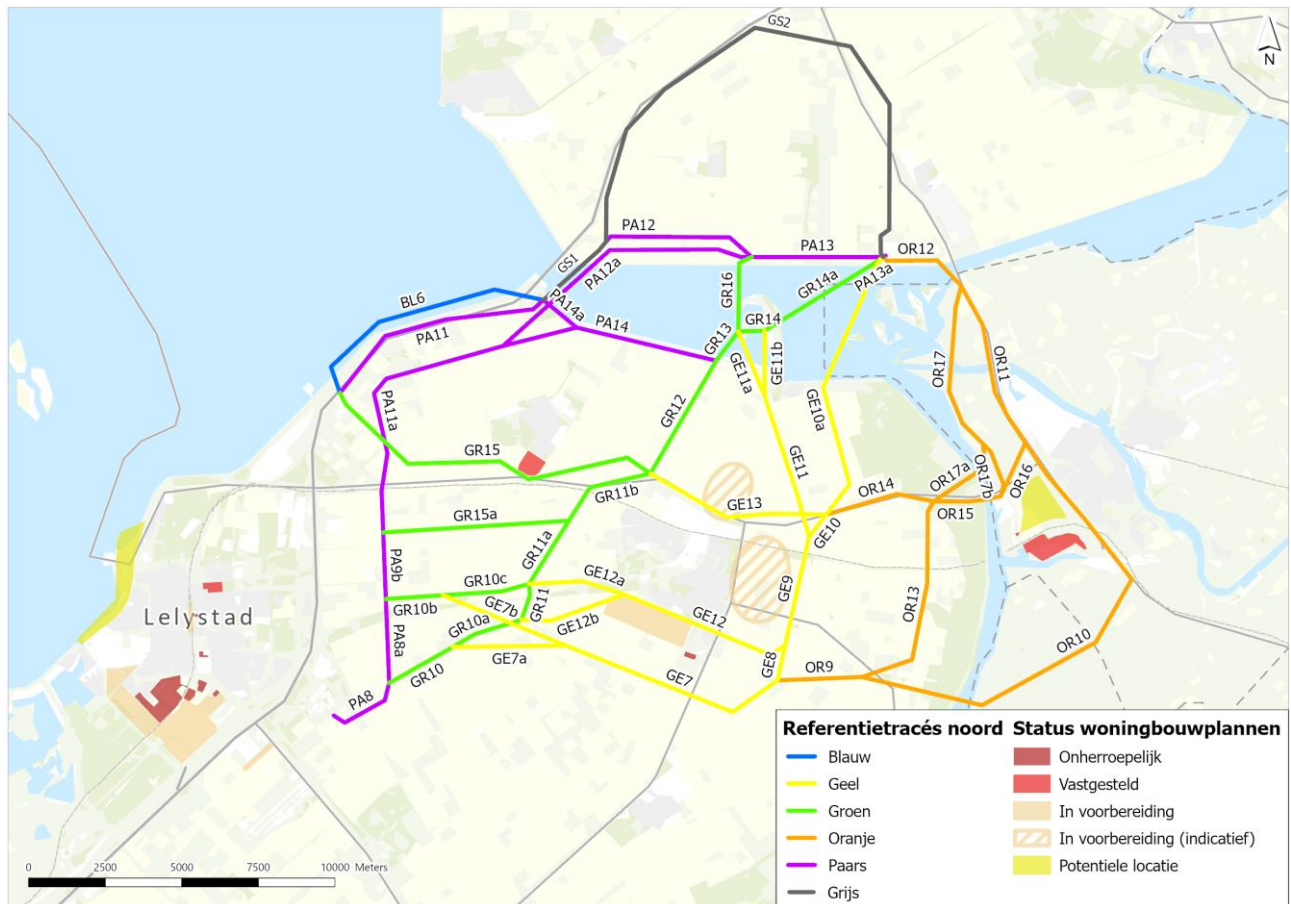 GS2
N
PA12
PA13
OR12
GS1
PA12a
GR16
GR14a
PA13a
BL6
PA14a
PA11
PA14
GR13
GR14
GE11b
GE11a
OR17
OR11
PA11a
GR12
GE10a
GR15
GE11
OR17a
OR17b
OR16
GR11b
GE13
OR14
OR15
GR15a
GE10
GR11a
PA9b
GR10c
GE12a
GE9
OR13
GR10b
GE7b
GR11
Lelystad
PA8a
GR10a
GE12b
GE12
OR10
GR10
GE7a
GE7
GE8
OR9
PA8
Referentietracés noord
Blauw
Geel
Groen
Oranje
Paars
Grijs
Status woningbouwplannen
Onherroepelijk
Vastgesteld
In voorbereiding
In voorbereiding (indicatief)
Potentiele locatie
0 2500 5000 7500 10000 Meters